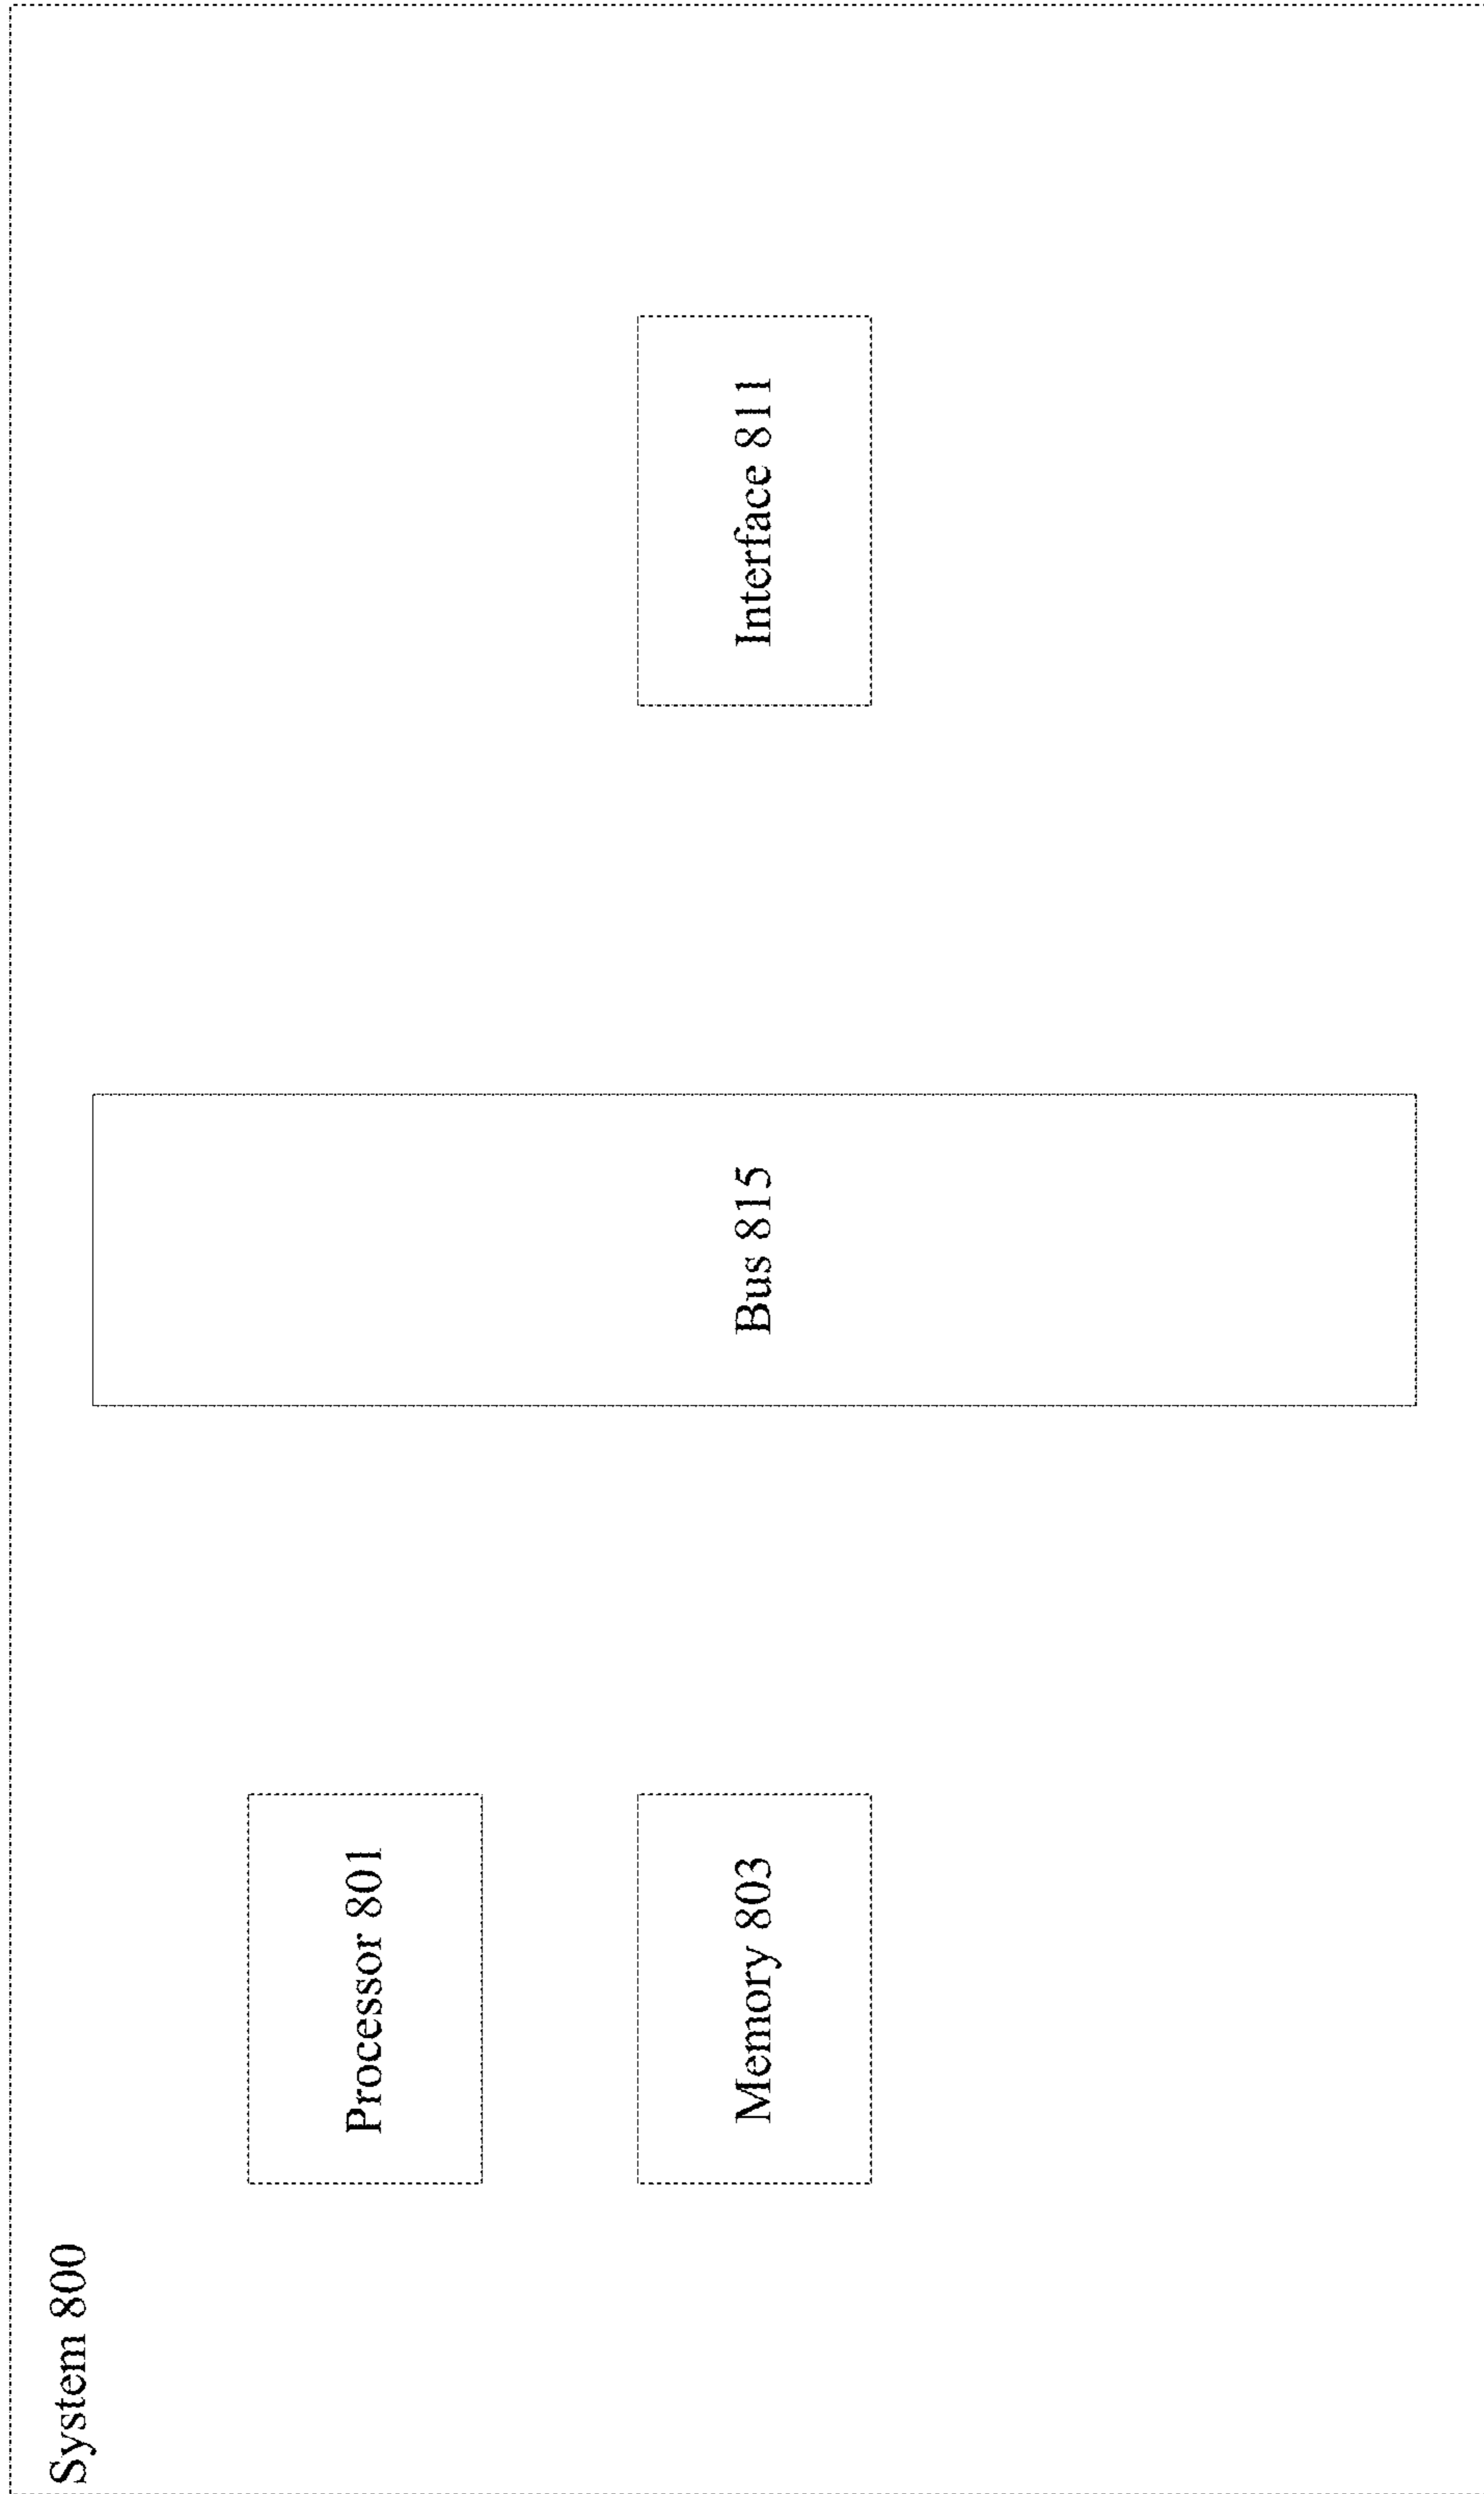 System 800
Processor 801
Memory 803
Bus 815
Interface 811